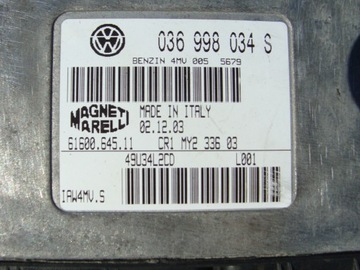 036 998 034 S
BENZIN 4MV 005 5679
MAGNETI MARELLI
MADE IN ITALY
02.12.03
61600.645.11 CR1 MY2 336 03
49U34L2CD L001
IAW4MV.S